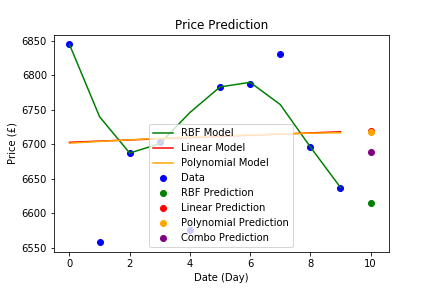 Price Prediction
Price (£)
6850
6800
6750
6700
6650
6600
6550
RBF Model
Linear Model
Polynomial Model
Data
RBF Prediction
Linear Prediction
Polynomial Prediction
Combo Prediction
0 2 4 6 8 10
Date (Day)